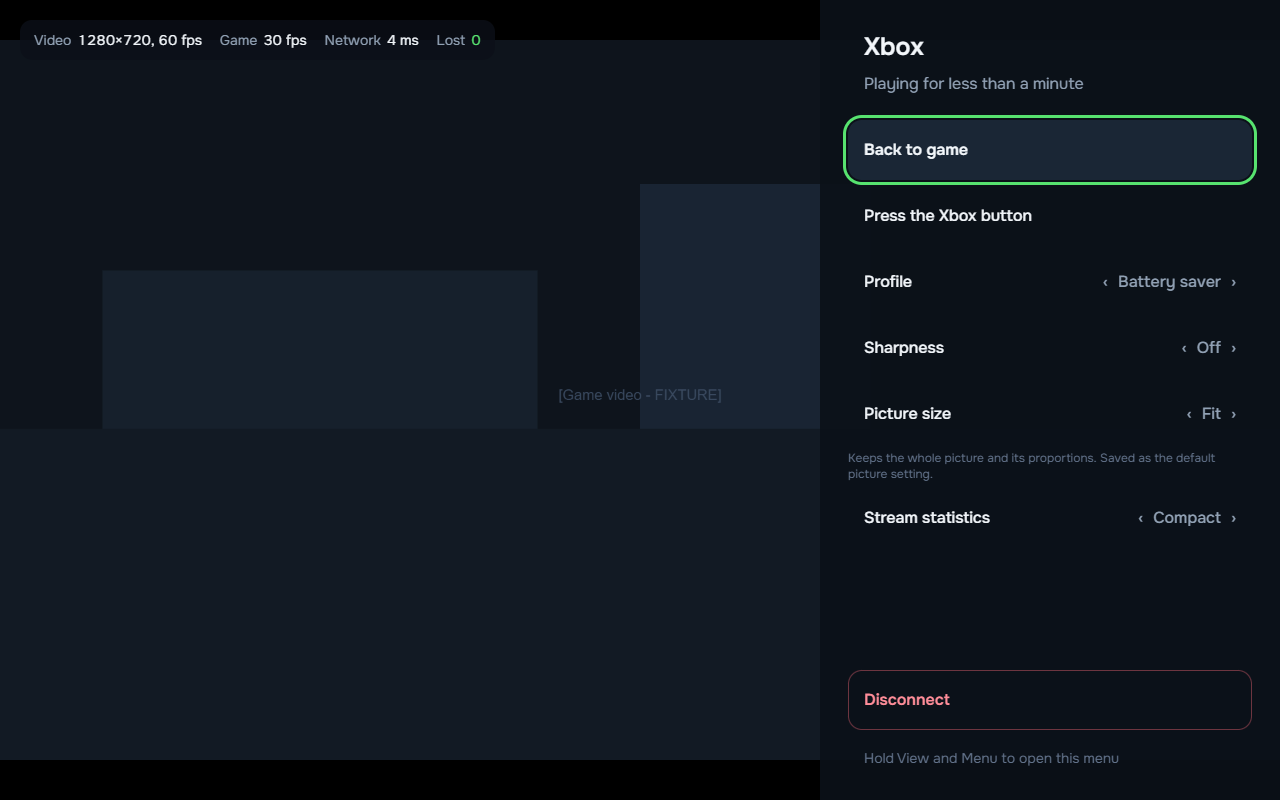 Video 1280×720, 60 fps Game 30 fps Network 4 ms Lost 0
[Game video - FIXTURE]
Xbox
Playing for less than a minute
Back to game
Press the Xbox button
Profile ‹ Battery saver ›
Sharpness ‹ Off ›
Picture size ‹ Fit ›
Keeps the whole picture and its proportions. Saved as the default
picture setting.
Stream statistics ‹ Compact ›
Disconnect
Hold View and Menu to open this menu